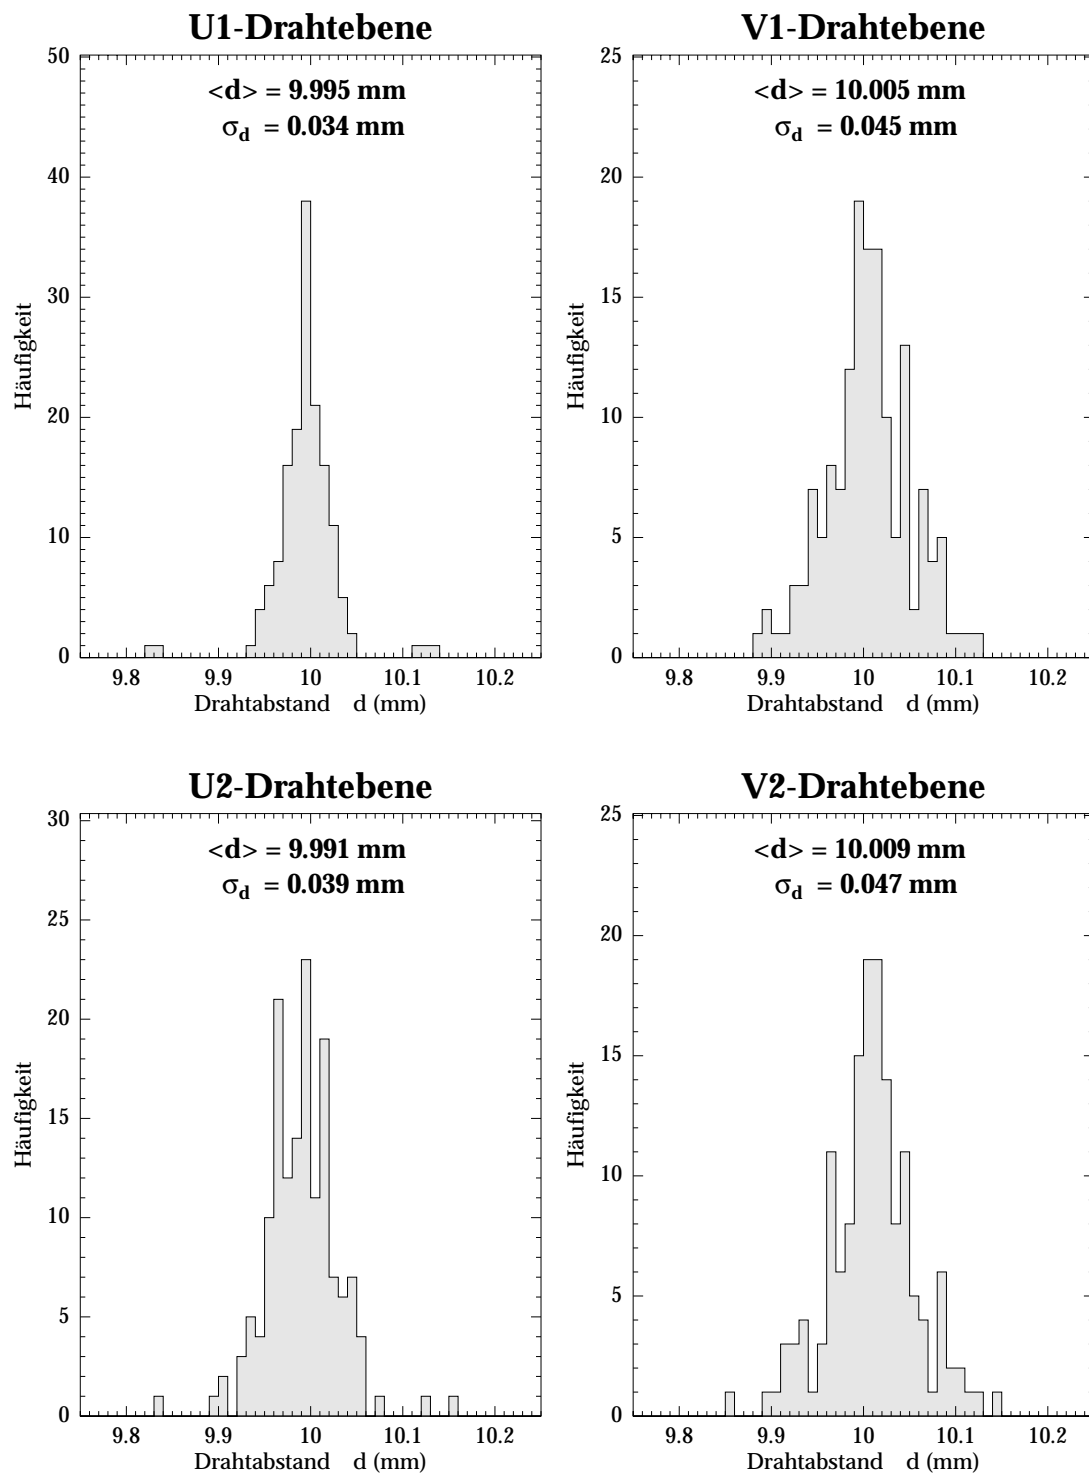 U1-Drahtebene
<d> = 9.995 mm
σd = 0.034 mm
50
40
30
20
10
0
Häufigkeit
9.8 9.9 10 10.1 10.2
Drahtabstand d (mm)
V1-Drahtebene
<d> = 10.005 mm
σd = 0.045 mm
25
20
15
10
5
0
Häufigkeit
9.8 9.9 10 10.1 10.2
Drahtabstand d (mm)
U2-Drahtebene
<d> = 9.991 mm
σd = 0.039 mm
30
25
20
15
10
5
0
Häufigkeit
9.8 9.9 10 10.1 10.2
Drahtabstand d (mm)
V2-Drahtebene
<d> = 10.009 mm
σd = 0.047 mm
25
20
15
10
5
0
Häufigkeit
9.8 9.9 10 10.1 10.2
Drahtabstand d (mm)